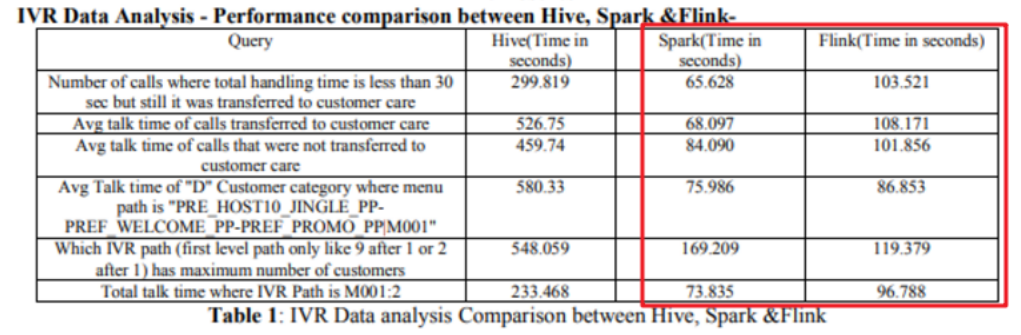 IVR Data Analysis - Performance comparison between Hive, Spark &Flink-
Query
Hive(Time in
seconds)
Spark(Time in
seconds)
Flink(Time in seconds)
Number of calls where total handling time is less than 30
sec but still it was transferred to customer care
299.819
65.628
103.521
Avg talk time of calls transferred to customer care
526.75
68.097
108.171
Avg talk time of calls that were not transferred to
customer care
459.74
84.090
101.856
Avg Talk time of "D" Customer category where menu
path is "PRE_HOST10_JINGLE_PP-
PREF_WELCOME_PP-PREF_PROMO_PP|M001"
580.33
75.986
86.853
Which IVR path (first level path only like 9 after 1 or 2
after 1) has maximum number of customers
548.059
169.209
119.379
Total talk time where IVR Path is M001:2
233.468
73.835
96.788
Table 1: IVR Data analysis Comparison between Hive, Spark &Flink